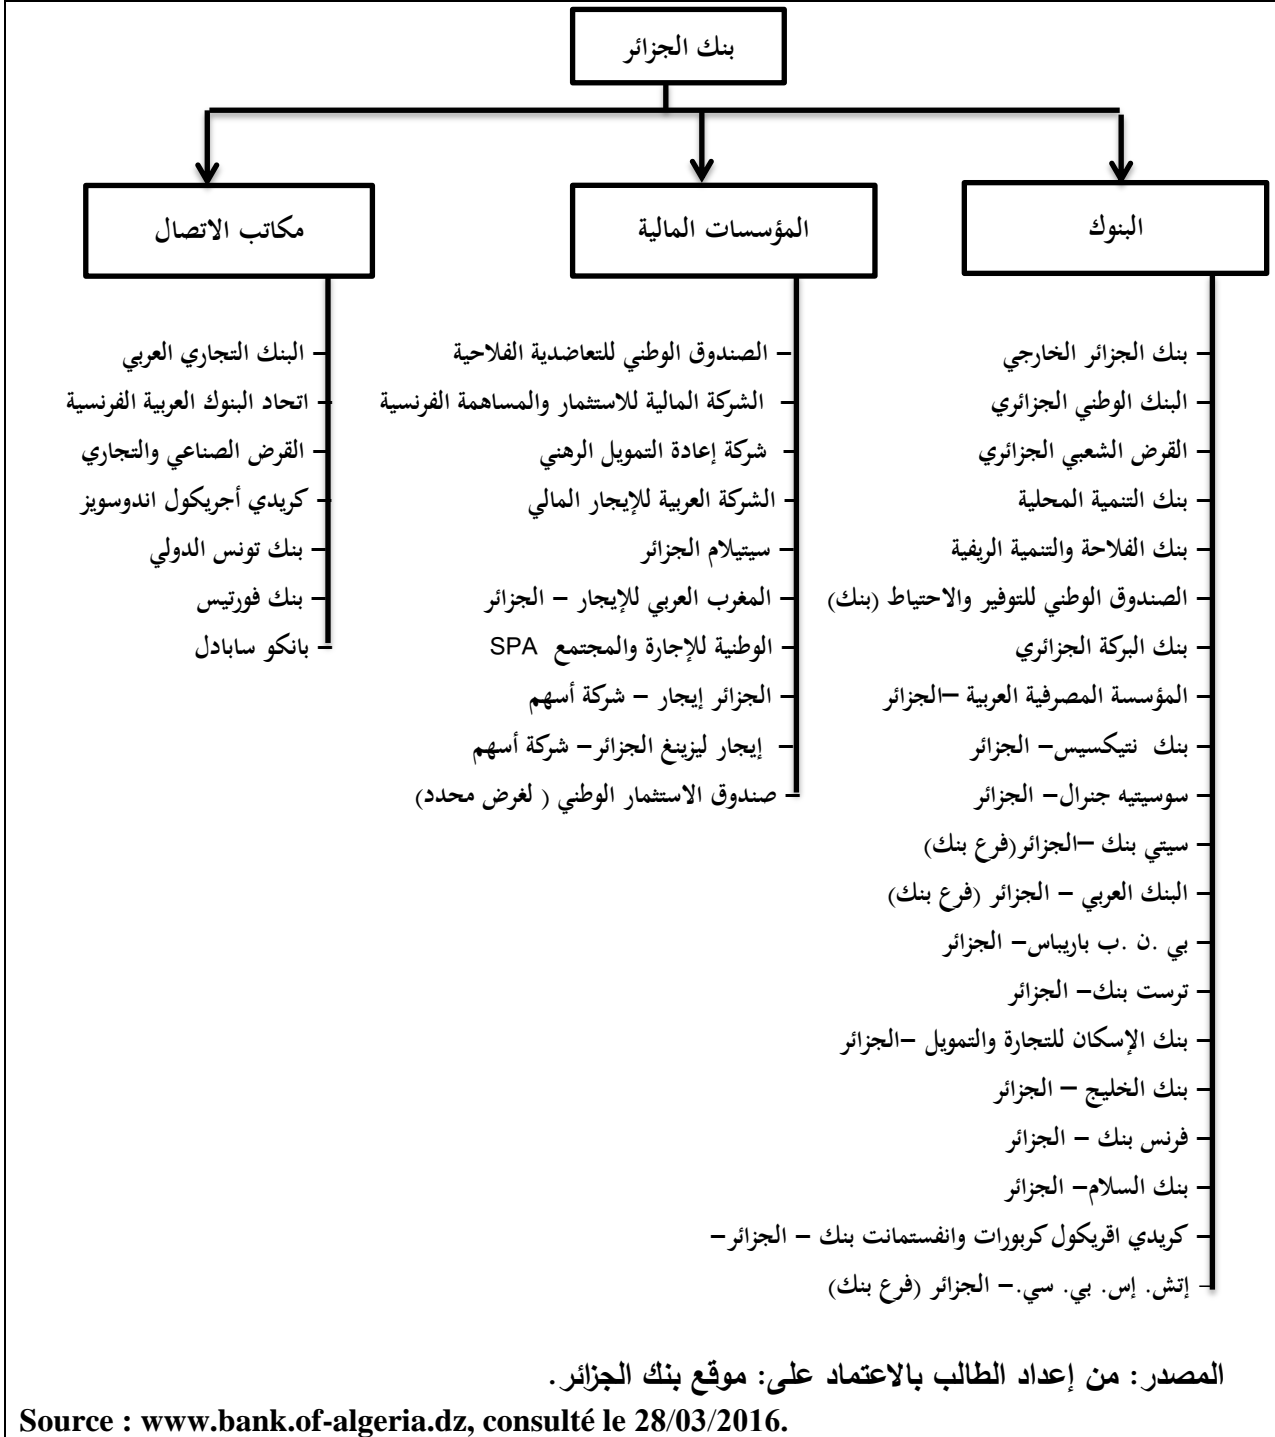 بنك الجزائر
البنوك
المؤسسات المالية
مكاتب الاتصال
– بنك الجزائر الخارجي
– البنك الوطني الجزائري
– القرض الشعبي الجزائري
– بنك التنمية المحلية
– بنك الفلاحة والتنمية الريفية
– الصندوق الوطني للتوفير والاحتياط (بنك)
– بنك البركة الجزائري
– المؤسسة المصرفية العربية –الجزائر
– بنك نتيكسيس– الجزائر
– سوسيتيه جنرال– الجزائر
– سيتي بنك –الجزائر(فرع بنك)
– البنك العربي – الجزائر (فرع بنك)
– بي .ن .ب باريباس– الجزائر
– ترست بنك– الجزائر
– بنك الإسكان للتجارة والتمويل –الجزائر
– بنك الخليج – الجزائر
– فرنس بنك – الجزائر
– بنك السلام– الجزائر
– كريدي اقريكول كربورات وانفستمانت بنك – الجزائر–
– إتش. إس. بي. سي.– الجزائر (فرع بنك)
– الصندوق الوطني للتعاضدية الفلاحية
– الشركة المالية للاستثمار والمساهمة الفرنسية
– شركة إعادة التمويل الرهني
– الشركة العربية للإيجار المالي
– سيتيلام الجزائر
– المغرب العربي للإيجار – الجزائر
– الوطنية للإجارة والمجتمع SPA
– الجزائر إيجار – شركة أسهم
– إيجار ليزينغ الجزائر– شركة أسهم
– صندوق الاستثمار الوطني ( لغرض محدد)
– البنك التجاري العربي
– اتحاد البنوك العربية الفرنسية
– القرض الصناعي والتجاري
– كريدي أجريكول اندوسويز
– بنك تونس الدولي
– بنك فورتيس
– بانكو سابادل
المصدر: من إعداد الطالب بالاعتماد على: موقع بنك الجزائر.
Source : www.bank.of-algeria.dz, consulté le 28/03/2016.